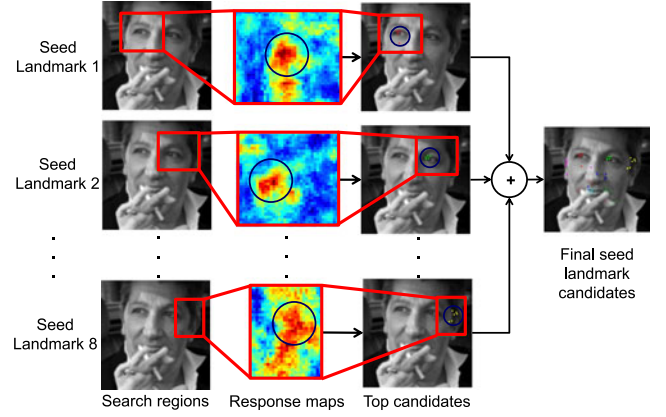 Seed
Landmark 1
Seed
Landmark 2
+
Final seed
landmark
candidates
Seed
Landmark 8
Search regions
Response maps
Top candidates